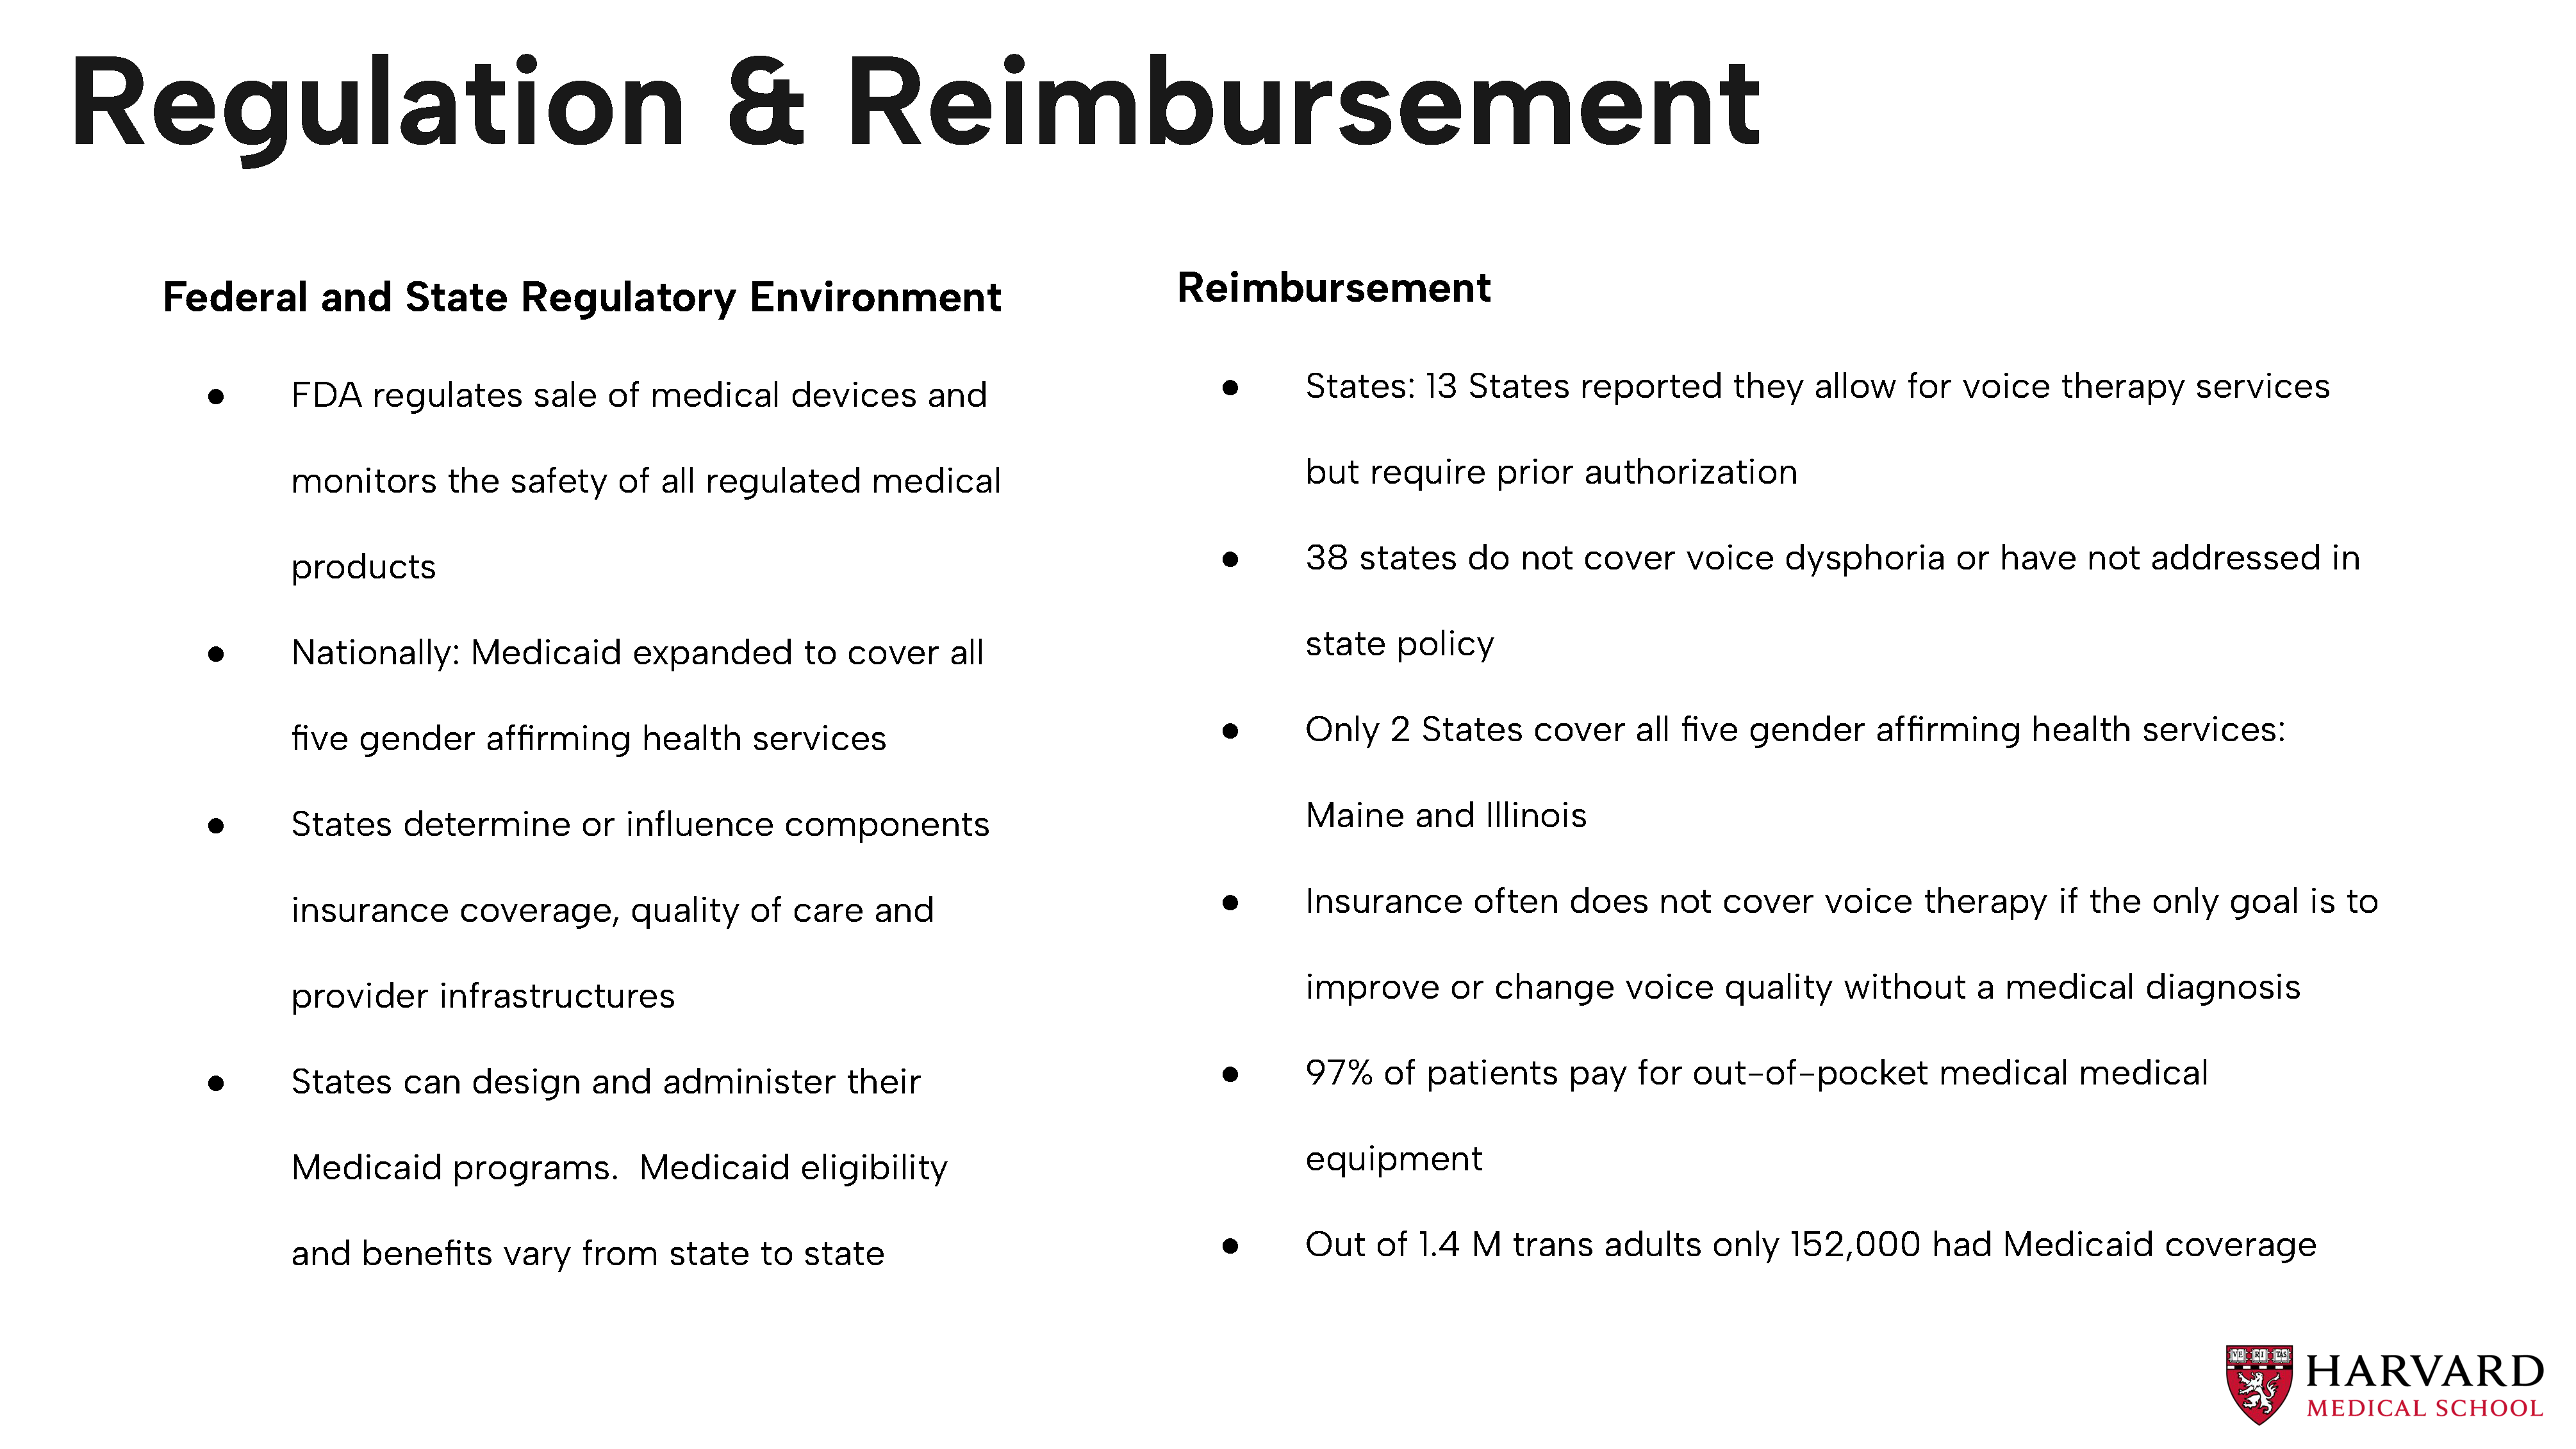 Regulation & Reimbursement
Federal and State Regulatory Environment
● FDA regulates sale of medical devices and
monitors the safety of all regulated medical
products
● Nationally: Medicaid expanded to cover all
five gender affirming health services
● States determine or influence components
insurance coverage, quality of care and
provider infrastructures
● States can design and administer their
Medicaid programs. Medicaid eligibility
and benefits vary from state to state
Reimbursement
● States: 13 States reported they allow for voice therapy services
but require prior authorization
● 38 states do not cover voice dysphoria or have not addressed in
state policy
● Only 2 States cover all five gender affirming health services:
Maine and Illinois
● Insurance often does not cover voice therapy if the only goal is to
improve or change voice quality without a medical diagnosis
● 97% of patients pay for out-of-pocket medical medical
equipment
● Out of 1.4 M trans adults only 152,000 had Medicaid coverage
VE RI TAS
HARVARD
MEDICAL SCHOOL